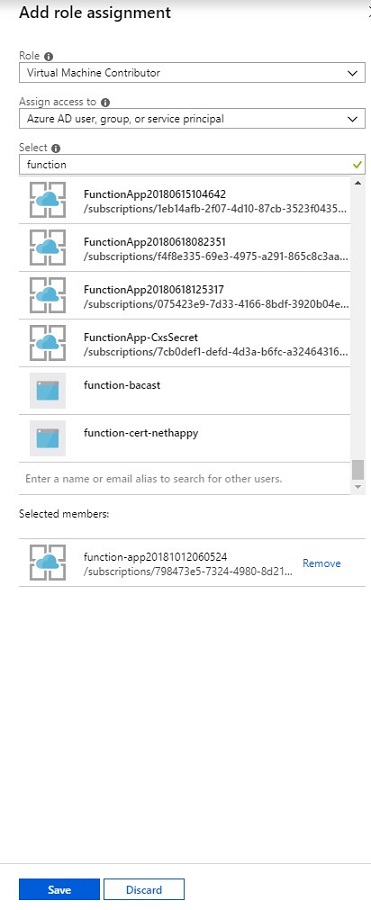 Add role assignment
Role
Virtual Machine Contributor
Assign access to
Azure AD user, group, or service principal
Select
function
FunctionApp20180615104642
/subscriptions/1eb14afb-2f07-4d10-87cb-3523f0435...
FunctionApp20180618082351
/subscriptions/f4f8e335-69e3-4975-a291-865c8c3aa...
FunctionApp20180618125317
/subscriptions/075423e9-7d33-4166-8bdf-3920b04e...
FunctionApp-CxsSecret
/subscriptions/7cb0def1-defd-4d3a-b6fc-a32464316...
function-bacast
function-cert-nethappy
Enter a name or email alias to search for other users.
Selected members:
function-app20181012060524
/subscriptions/798473e5-7324-4980-8d21...
Remove
Save
Discard